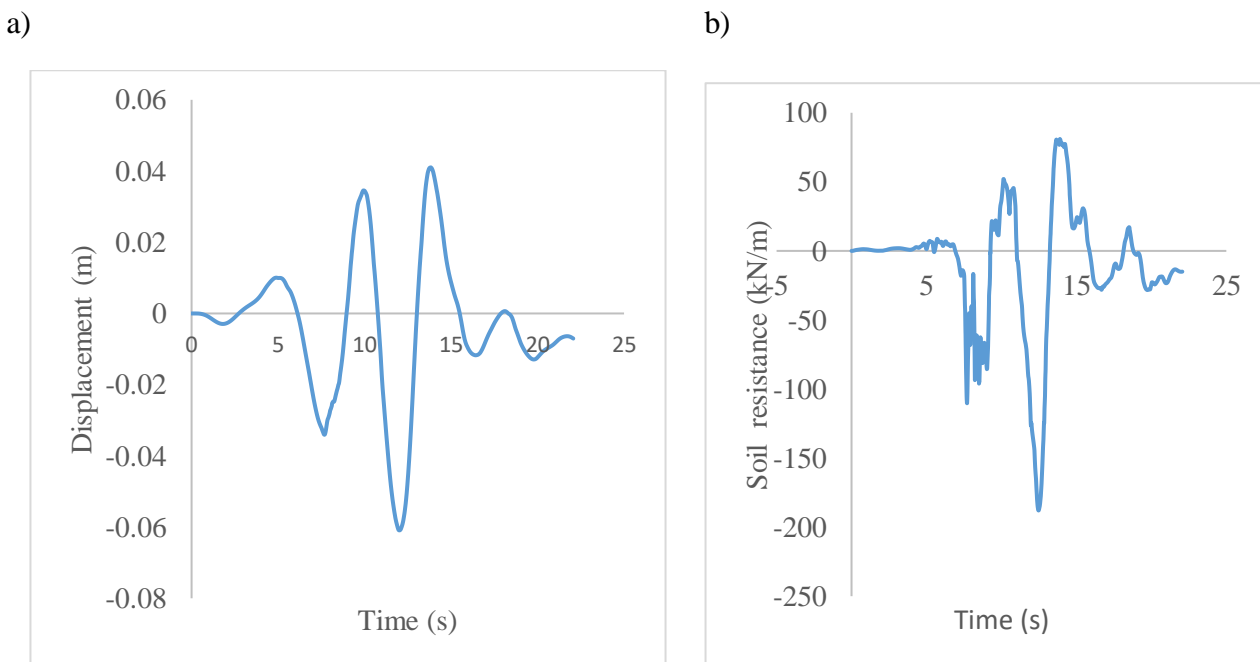 a)
0.06
0.04
0.02
0
-0.02
-0.04
-0.06
-0.08
0 5 10 15 20 25
Displacement (m)
Time (s)
b)
100
50
0
-50
-100
-150
-200
-250
-5 5 15 25
Soil resistance (kN/m)
Time (s)